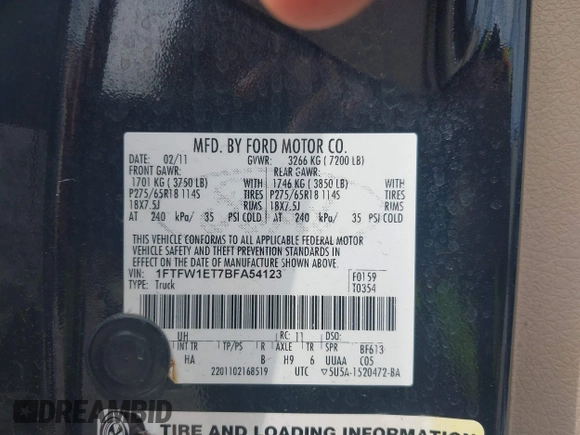 MFD. BY FORD MOTOR CO.
DATE: 02/11 GVWR: 3266 KG ( 7200 LB)
FRONT GAWR: REAR GAWR:
1701 KG ( 3750 LB) WITH 1746 KG ( 3850 LB) WITH
P275/65R18 114S TIRES P275/65R18 114S TIRES
18X7.5J RIMS 18X7.5J RIMS
AT 240 kPa/ 35 PSI COLD AT 240 kPa/ 35 PSI COLD
THIS VEHICLE CONFORMS TO ALL APPLICABLE FEDERAL MOTOR
VEHICLE SAFETY AND THEFT PREVENTION STANDARDS IN
EFFECT ON THE DATE OF MANUFACTURE SHOWN ABOVE.
VIN: 1FTFW1ET7BFA54123 F0159
TYPE: Truck T0354
UH RC: 11 DSO:
INT TR TP/PS R AXLE TR SPR BF613
HA B H9 6 UUAA C05
2201102168519 UTC ▽5U5A-1520472-BA
DREAMBID
TIRE AND LOADING INFORMATION